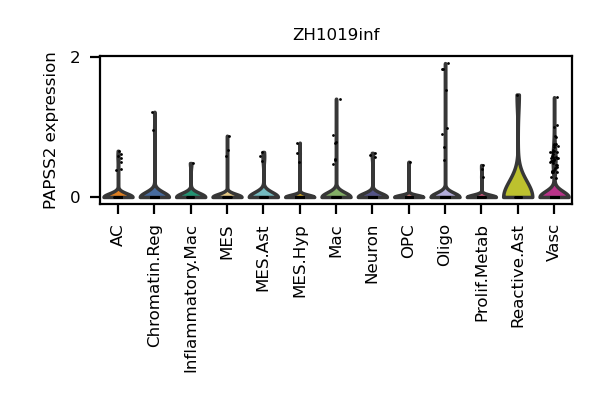 ZH1019inf
PAPSS2 expression
2
0
AC
Chromatin.Reg
Inflammatory.Mac
MES
MES.Ast
MES.Hyp
Mac
Neuron
OPC
Oligo
Prolif.Metab
Reactive.Ast
Vasc